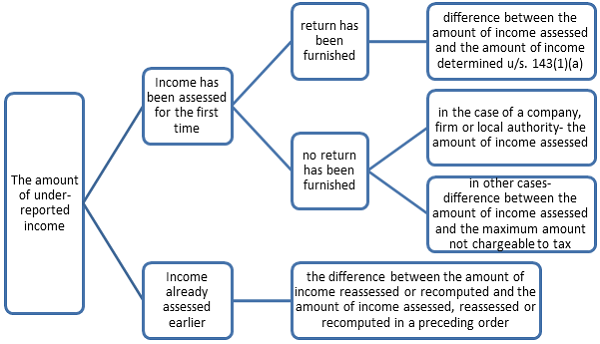 The amount
of under-
reported
income
Income has
been assessed
for the first
time
return has
been
furnished
difference between the
amount of income assessed
and the amount of income
determined u/s. 143(1)(a)
no return
has been
furnished
in the case of a company,
firm or local authority- the
amount of income assessed
in other cases-
difference between the
amount of income assessed
and the maximum amount
not chargeable to tax
Income
already
assessed
earlier
the difference between the amount of
income reassessed or recomputed and the
amount of income assessed, reassessed or
recomputed in a preceding order